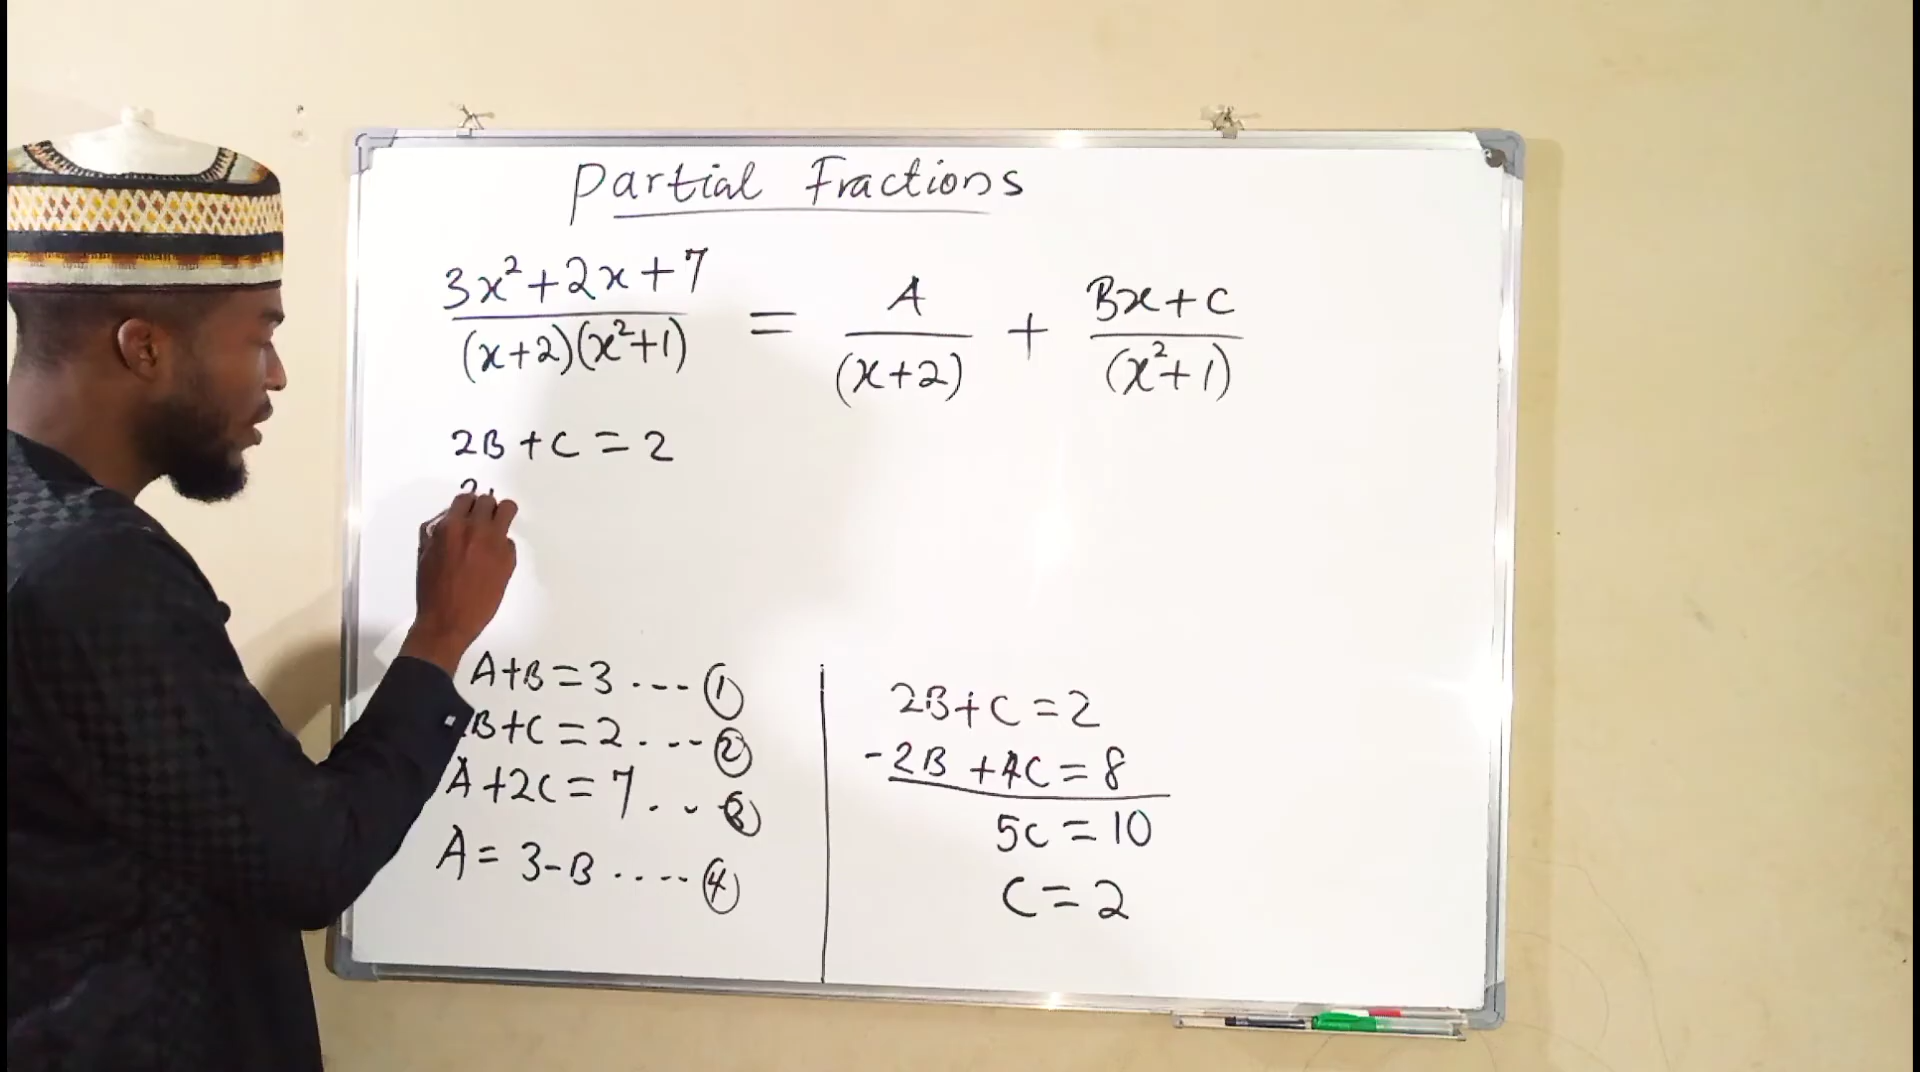 Partial Fractions
3x²+2x+7 / (x+2)(x²+1) = A / (x+2) + Bx+C / (x²+1)
2B + C = 2
A+B=3 ---- ①
B+C=2 ---- ②
A+2C=7 ... ③
A= 3-B ..... ④
2B+C=2
-2B +4C=8
5C=10
C=2